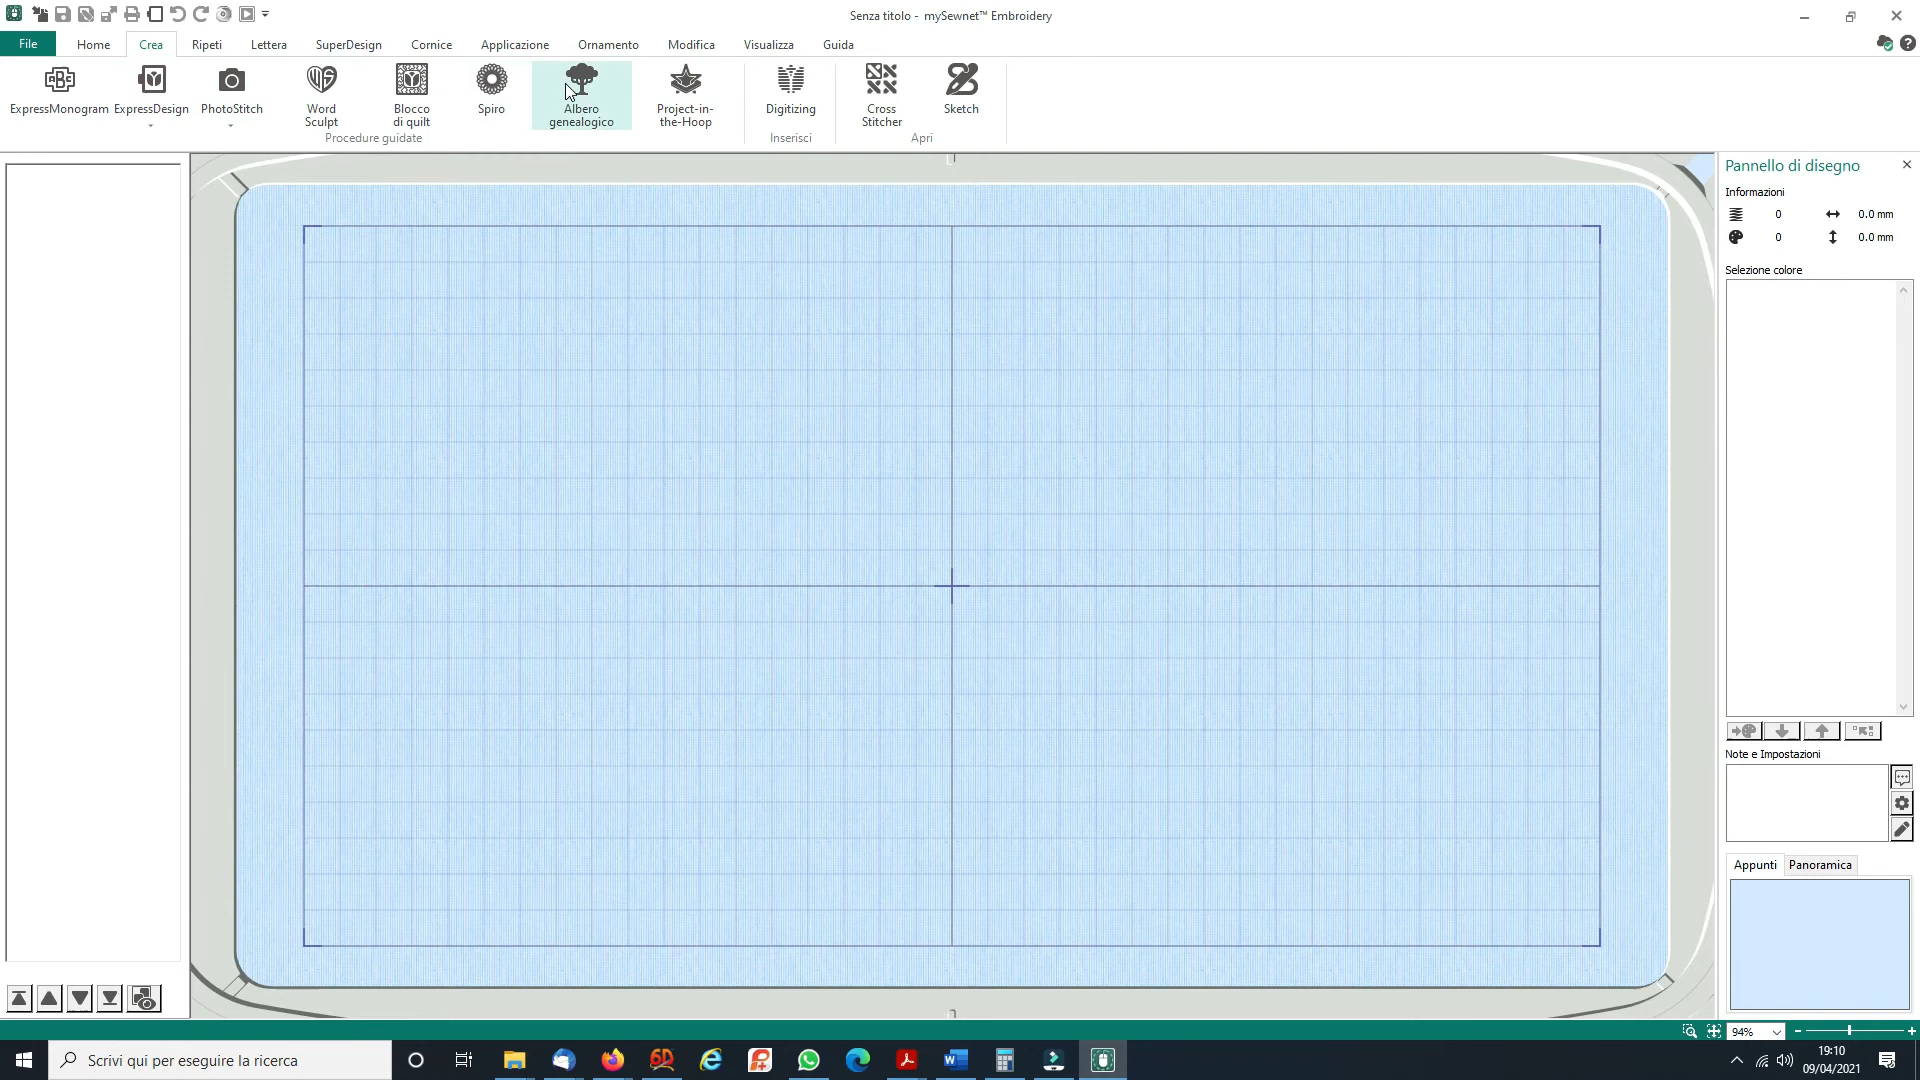 Senza titolo - mySewnet™ Embroidery
File Home Crea Ripeti Lettera SuperDesign Cornice Applicazione Ornamento Modifica Visualizza Guida
ExpressMonogram
ExpressDesign
PhotoStitch
Word
Sculpt
Blocco
di quilt
Spiro
Albero
genealogico
Project-in-
the-Hoop
Digitizing
Cross
Stitcher
Sketch
Procedure guidate
Inserisci
Apri
Pannello di disegno
Informazioni
0 0.0 mm
0 0.0 mm
Selezione colore
Note e Impostazioni
Appunti Panoramica
94%
Scrivi qui per eseguire la ricerca
19:10
09/04/2021